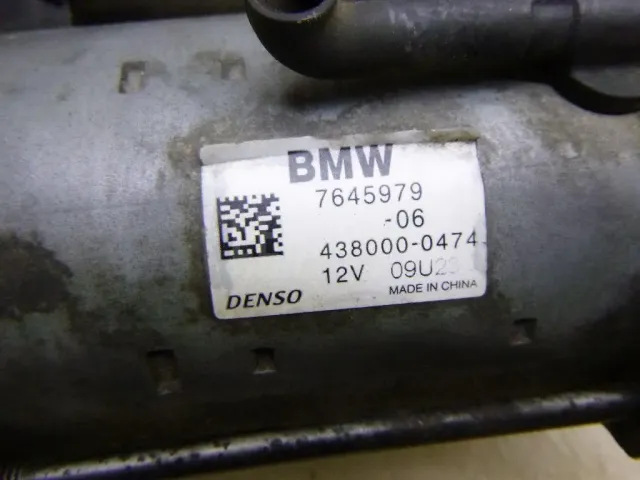 BMW
7645979
-06
438000-0474
12V
DENSO
MADE IN CHINA